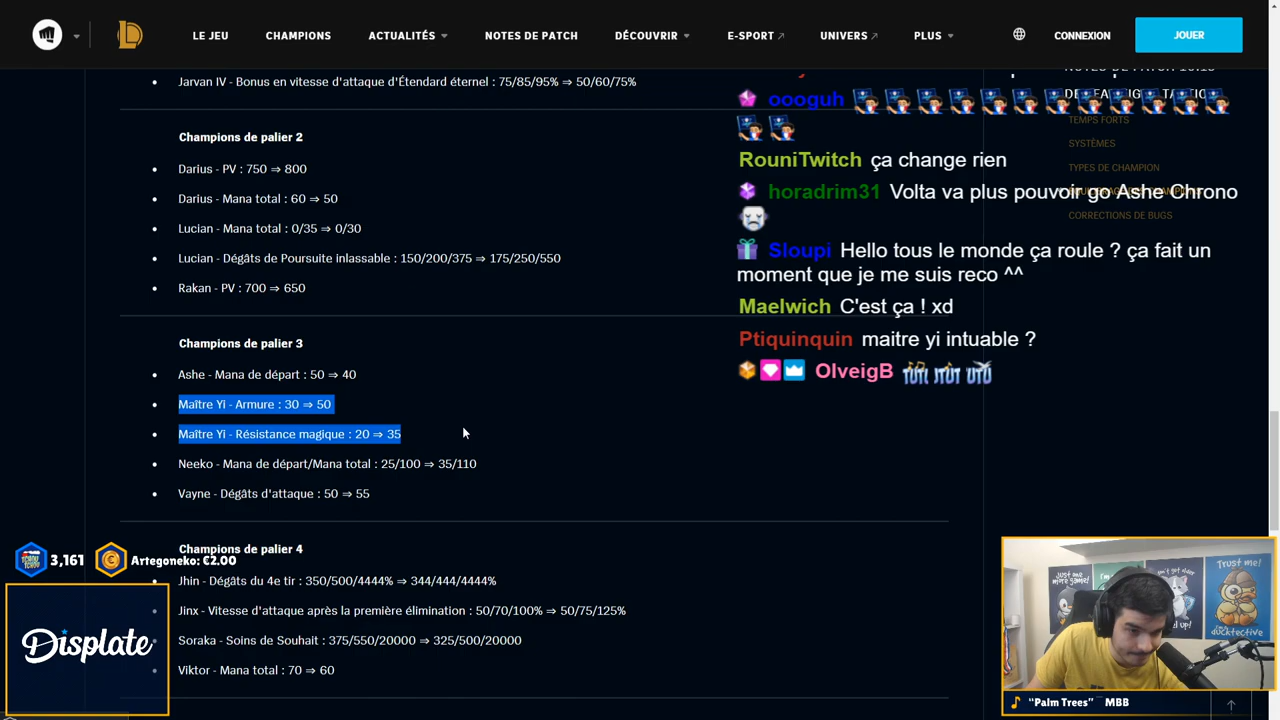 LE JEU
CHAMPIONS
ACTUALITÉS
NOTES DE PATCH
DÉCOUVRIR
E-SPORT
UNIVERS
PLUS
CONNEXION
JOUER
Jarvan IV - Bonus en vitesse d'attaque d'Étendard éternel : 75/85/95% ⇒ 50/60/75%
Champions de palier 2
Darius - PV : 750 ⇒ 800
Darius - Mana total : 60 ⇒ 50
Lucian - Mana total : 0/35 ⇒ 0/30
Lucian - Dégâts de Poursuite inlassable : 150/200/375 ⇒ 175/250/550
Rakan - PV : 700 ⇒ 650
Champions de palier 3
Ashe - Mana de départ : 50 ⇒ 40
Maître Yi - Armure : 30 ⇒ 50
Maître Yi - Résistance magique : 20 ⇒ 35
Neeko - Mana de départ/Mana total : 25/100 ⇒ 35/110
Vayne - Dégâts d'attaque : 50 ⇒ 55
Champions de palier 4
Jhin - Dégâts du 4e tir : 350/500/4444% ⇒ 344/444/4444%
Jinx - Vitesse d'attaque après la première élimination : 50/70/100% ⇒ 50/75/125%
Soraka - Soins de Souhait : 375/550/20000 ⇒ 325/500/20000
Viktor - Mana total : 70 ⇒ 60
oooguh
TEMPS FORTS
SYSTÈMES
TYPES DE CHAMPION
CORRECTIONS DE BUGS
RouniTwitch ça change rien
horadrim31 Volta va plus pouvoir go Ashe Chrono
Sloupi Hello tous le monde ça roule ? ça fait un
moment que je me suis reco ^^
Maelwich C'est ça ! xd
Ptiquinquin maitre yi intuable ?
OlveigB
3,161
Artegoneko: €2.00
Displate
Just me more game!
Trust me!
ducktective
"Palm Trees" MBB